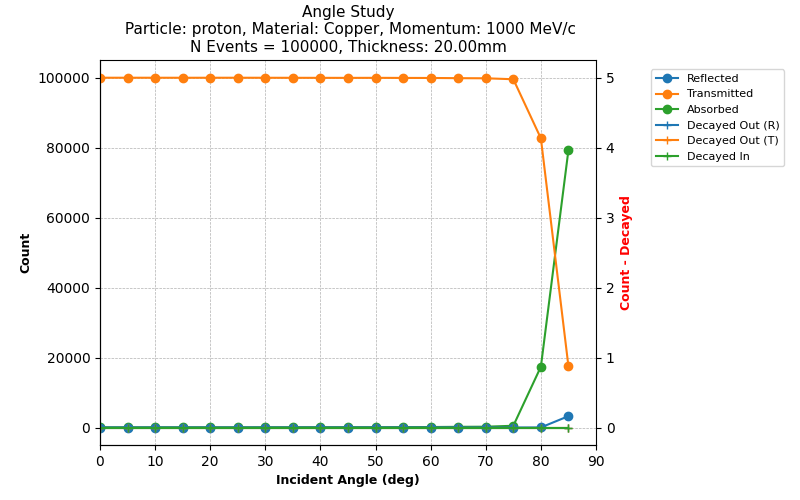 Angle Study
Particle: proton, Material: Copper, Momentum: 1000 MeV/c
N Events = 100000, Thickness: 20.00mm
100000
80000
60000
40000
20000
0
Count
0 10 20 30 40 50 60 70 80 90
Incident Angle (deg)
5
4
3
2
1
0
Count - Decayed
Reflected
Transmitted
Absorbed
Decayed Out (R)
Decayed Out (T)
Decayed In